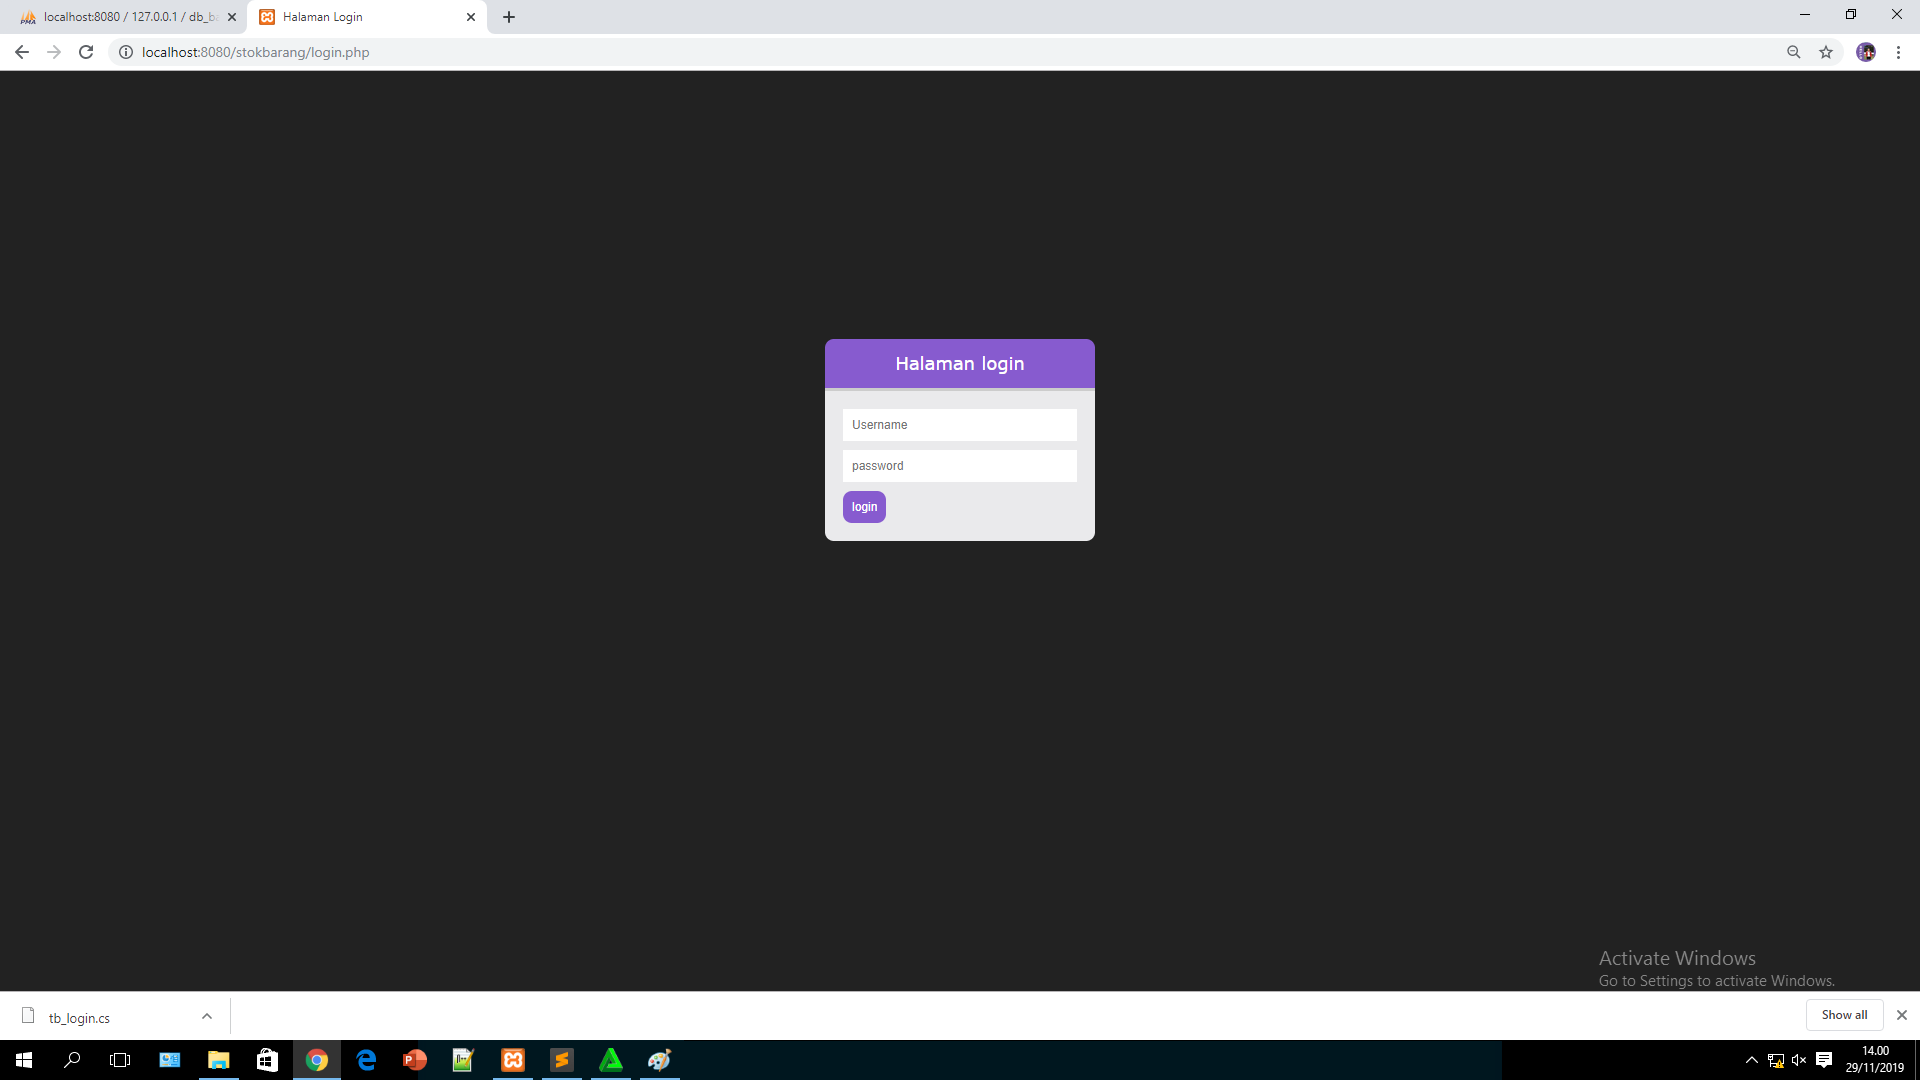 localhost:8080 / 127.0.0.1 / db_ba
Halaman Login
localhost:8080/stokbarang/login.php
Halaman login
Username
password
login
Activate Windows
Go to Settings to activate Windows.
tb_login.cs
Show all
14.00
29/11/2019